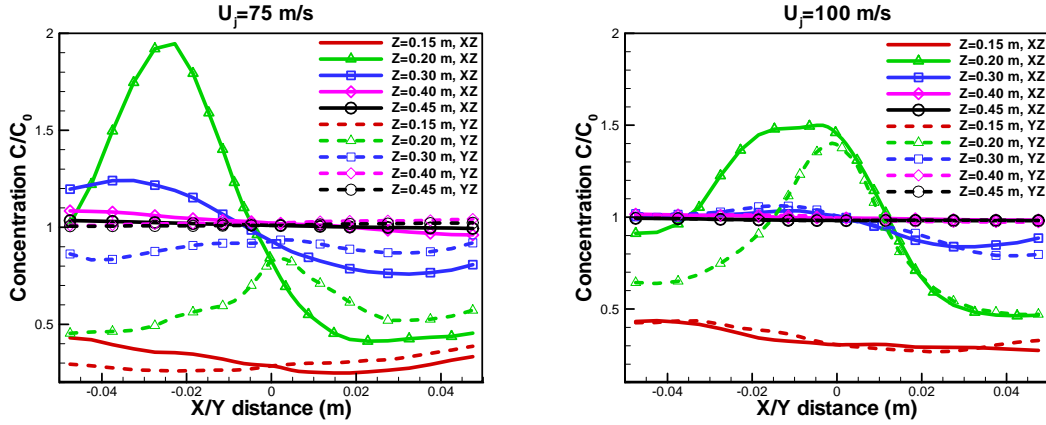 U_j=75 m/s
Concentration C/C_0
2
1.5
1
0.5
-0.04
-0.02
0
0.02
0.04
X/Y distance (m)
Z=0.15 m, XZ
Z=0.20 m, XZ
Z=0.30 m, XZ
Z=0.40 m, XZ
Z=0.45 m, XZ
Z=0.15 m, YZ
Z=0.20 m, YZ
Z=0.30 m, YZ
Z=0.40 m, YZ
Z=0.45 m, YZ
U_j=100 m/s
Concentration C/C_0
2
1.5
1
0.5
-0.04
-0.02
0
0.02
0.04
X/Y distance (m)
Z=0.15 m, XZ
Z=0.20 m, XZ
Z=0.30 m, XZ
Z=0.40 m, XZ
Z=0.45 m, XZ
Z=0.15 m, YZ
Z=0.20 m, YZ
Z=0.30 m, YZ
Z=0.40 m, YZ
Z=0.45 m, YZ